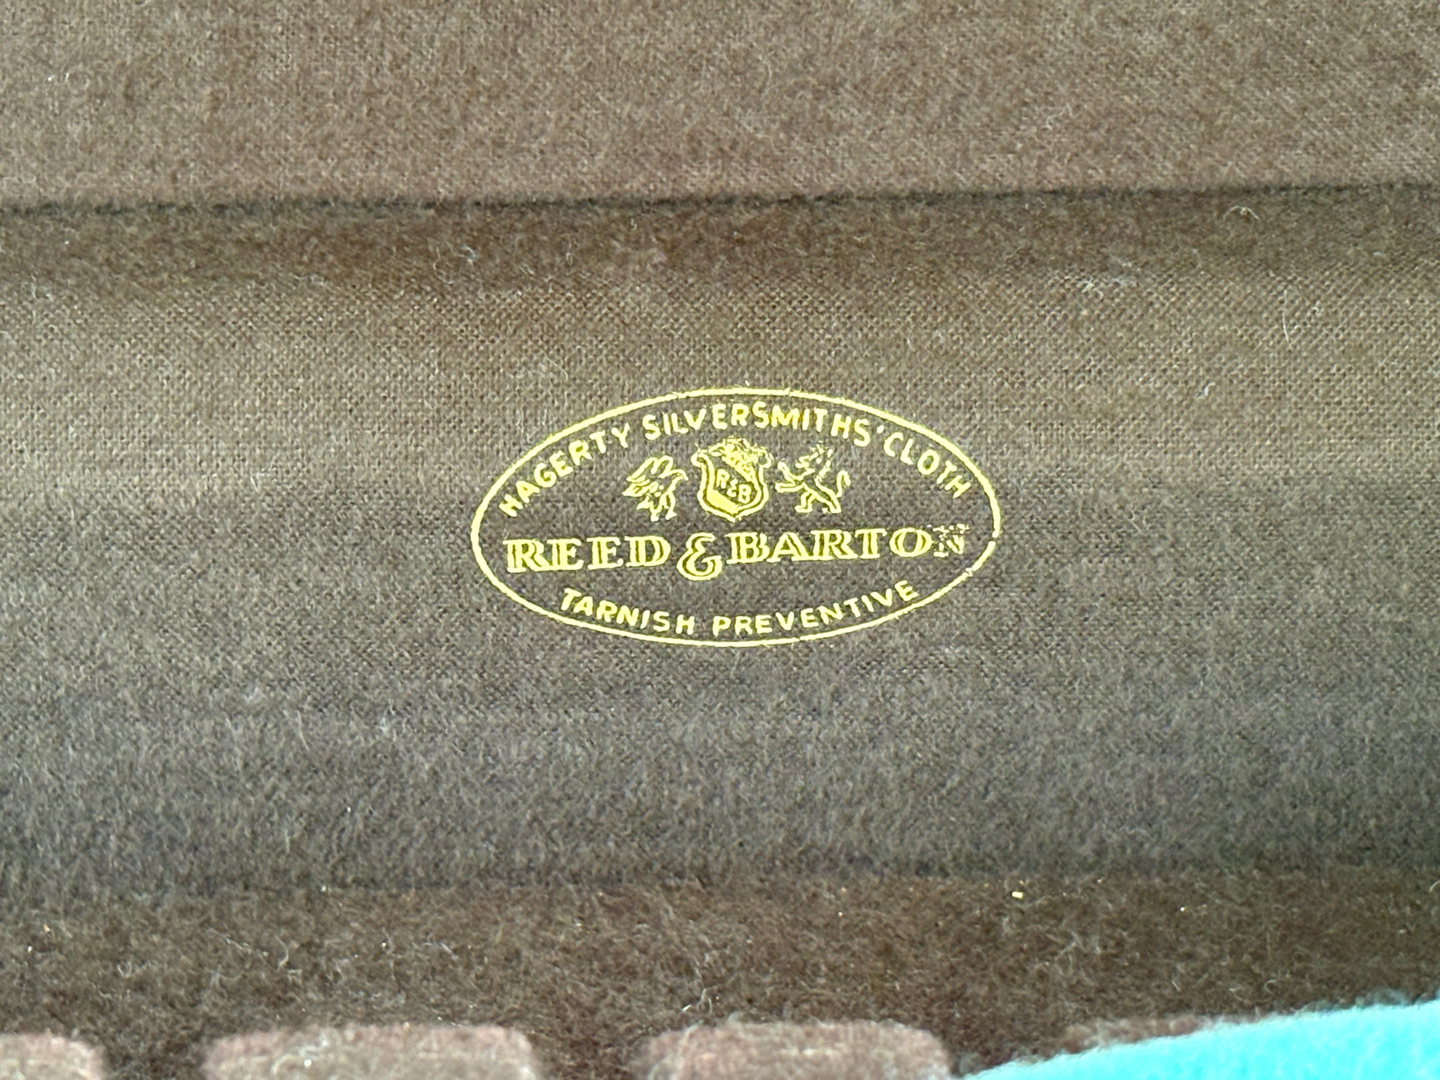 HAGERTY SILVERSMITHS' CLOTH
R&B
REED & BARTON
TARNISH PREVENTIVE